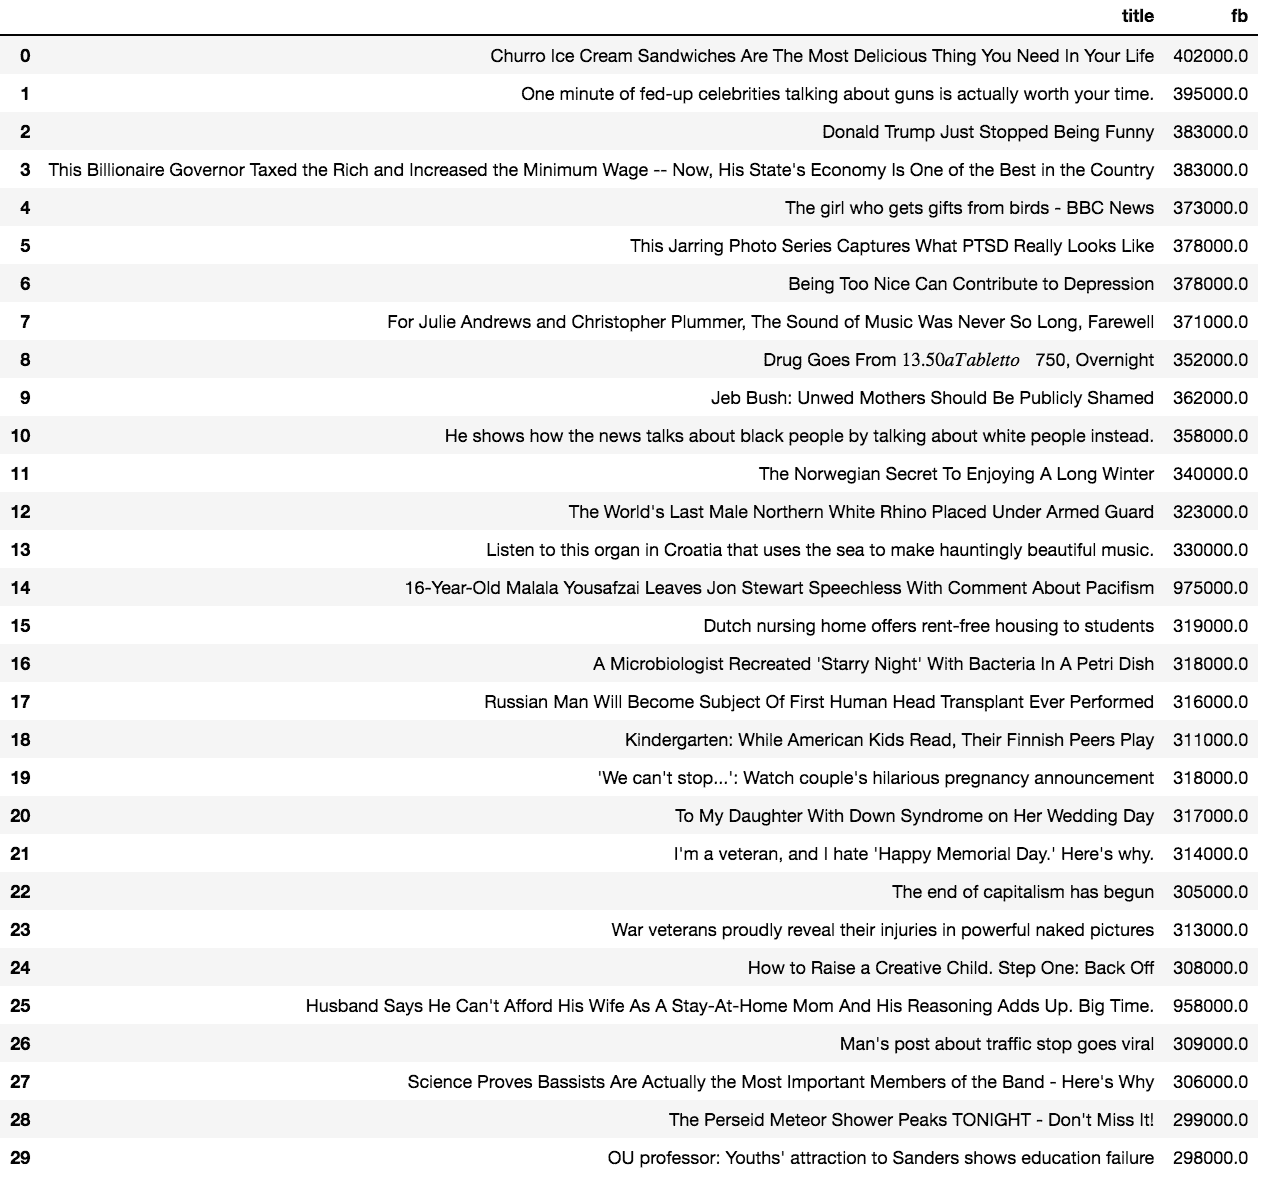 title fb
0 Churro Ice Cream Sandwiches Are The Most Delicious Thing You Need In Your Life 402000.0
1 One minute of fed-up celebrities talking about guns is actually worth your time. 395000.0
2 Donald Trump Just Stopped Being Funny 383000.0
3 This Billionaire Governor Taxed the Rich and Increased the Minimum Wage -- Now, His State's Economy Is One of the Best in the Country 383000.0
4 The girl who gets gifts from birds - BBC News 373000.0
5 This Jarring Photo Series Captures What PTSD Really Looks Like 378000.0
6 Being Too Nice Can Contribute to Depression 378000.0
7 For Julie Andrews and Christopher Plummer, The Sound of Music Was Never So Long, Farewell 371000.0
8 Drug Goes From 13.50aTabletto 750, Overnight 352000.0
9 Jeb Bush: Unwed Mothers Should Be Publicly Shamed 362000.0
10 He shows how the news talks about black people by talking about white people instead. 358000.0
11 The Norwegian Secret To Enjoying A Long Winter 340000.0
12 The World's Last Male Northern White Rhino Placed Under Armed Guard 323000.0
13 Listen to this organ in Croatia that uses the sea to make hauntingly beautiful music. 330000.0
14 16-Year-Old Malala Yousafzai Leaves Jon Stewart Speechless With Comment About Pacifism 975000.0
15 Dutch nursing home offers rent-free housing to students 319000.0
16 A Microbiologist Recreated 'Starry Night' With Bacteria In A Petri Dish 318000.0
17 Russian Man Will Become Subject Of First Human Head Transplant Ever Performed 316000.0
18 Kindergarten: While American Kids Read, Their Finnish Peers Play 311000.0
19 'We can't stop...': Watch couple's hilarious pregnancy announcement 318000.0
20 To My Daughter With Down Syndrome on Her Wedding Day 317000.0
21 I'm a veteran, and I hate 'Happy Memorial Day.' Here's why. 314000.0
22 The end of capitalism has begun 305000.0
23 War veterans proudly reveal their injuries in powerful naked pictures 313000.0
24 How to Raise a Creative Child. Step One: Back Off 308000.0
25 Husband Says He Can't Afford His Wife As A Stay-At-Home Mom And His Reasoning Adds Up. Big Time. 958000.0
26 Man's post about traffic stop goes viral 309000.0
27 Science Proves Bassists Are Actually the Most Important Members of the Band - Here's Why 306000.0
28 The Perseid Meteor Shower Peaks TONIGHT - Don't Miss It! 299000.0
29 OU professor: Youths' attraction to Sanders shows education failure 298000.0